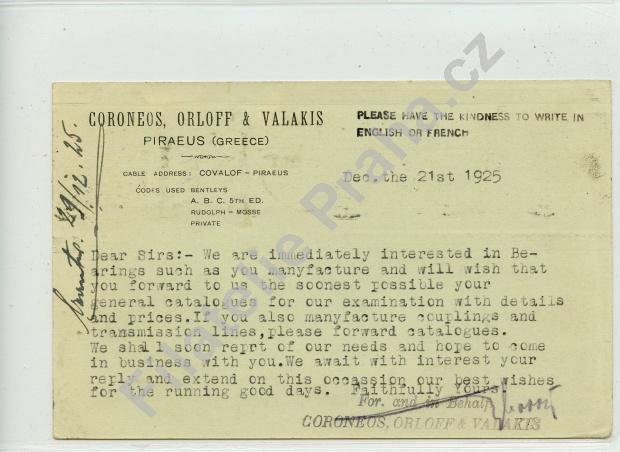 CORONEOS, ORLOFF & VALAKIS
PIRAEUS (GREECE)
CABLE ADDRESS: COVALOF – PIRAEUS
CODES USED BENTLEYS
A. B. C. 5TH ED.
RUDOLPH – MOSSE
PRIVATE
PLEASE HAVE THE KINDNESS TO WRITE IN
ENGLISH OR FRENCH
Dec.the 21st 1925
29/12.25.
Dear Sirs:- We are immediately interested in Be-
arings such as you manyfacture and will wish that
you forward to us the soonest possible your
general catalogues for our examination with details
and prices.If you also manyfacture couplings and
transmission lines,please forward catalogues.
We shall soon reprt of our needs and hope to come
in business with you.We await with interest your
reply and extend on this occassion our best wishes
for the running good days. Faithfully Yours
For. and in Behalf
CORONEOS, ORLOFF & VALAKIS
Filatelie Praha.cz